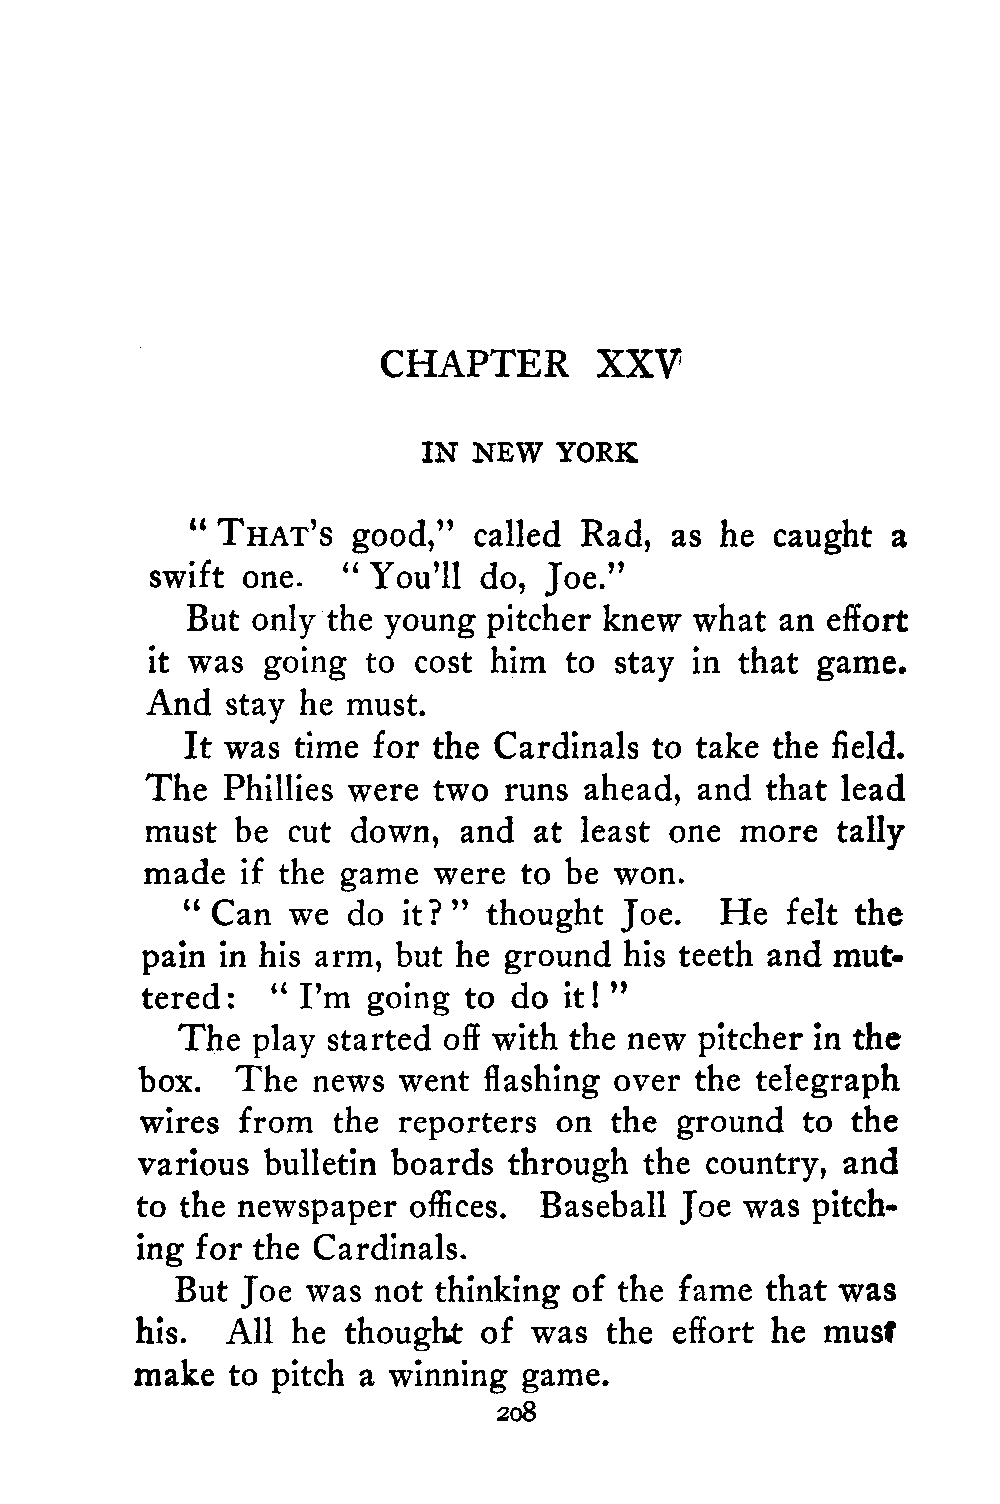 CHAPTER XXV
IN NEW YORK
" THAT'S good," called Rad, as he caught a
swift one. " You'll do, Joe."
But only the young pitcher knew what an effort
it was going to cost him to stay in that game.
And stay he must.
It was time for the Cardinals to take the field.
The Phillies were two runs ahead, and that lead
must be cut down, and at least one more tally
made if the game were to be won.
" Can we do it? " thought Joe. He felt the
pain in his arm, but he ground his teeth and mut-
tered: " I'm going to do it! "
The play started off with the new pitcher in the
box. The news went flashing over the telegraph
wires from the reporters on the ground to the
various bulletin boards through the country, and
to the newspaper offices. Baseball Joe was pitch-
ing for the Cardinals.
But Joe was not thinking of the fame that was
his. All he thought of was the effort he must
make to pitch a winning game.
208